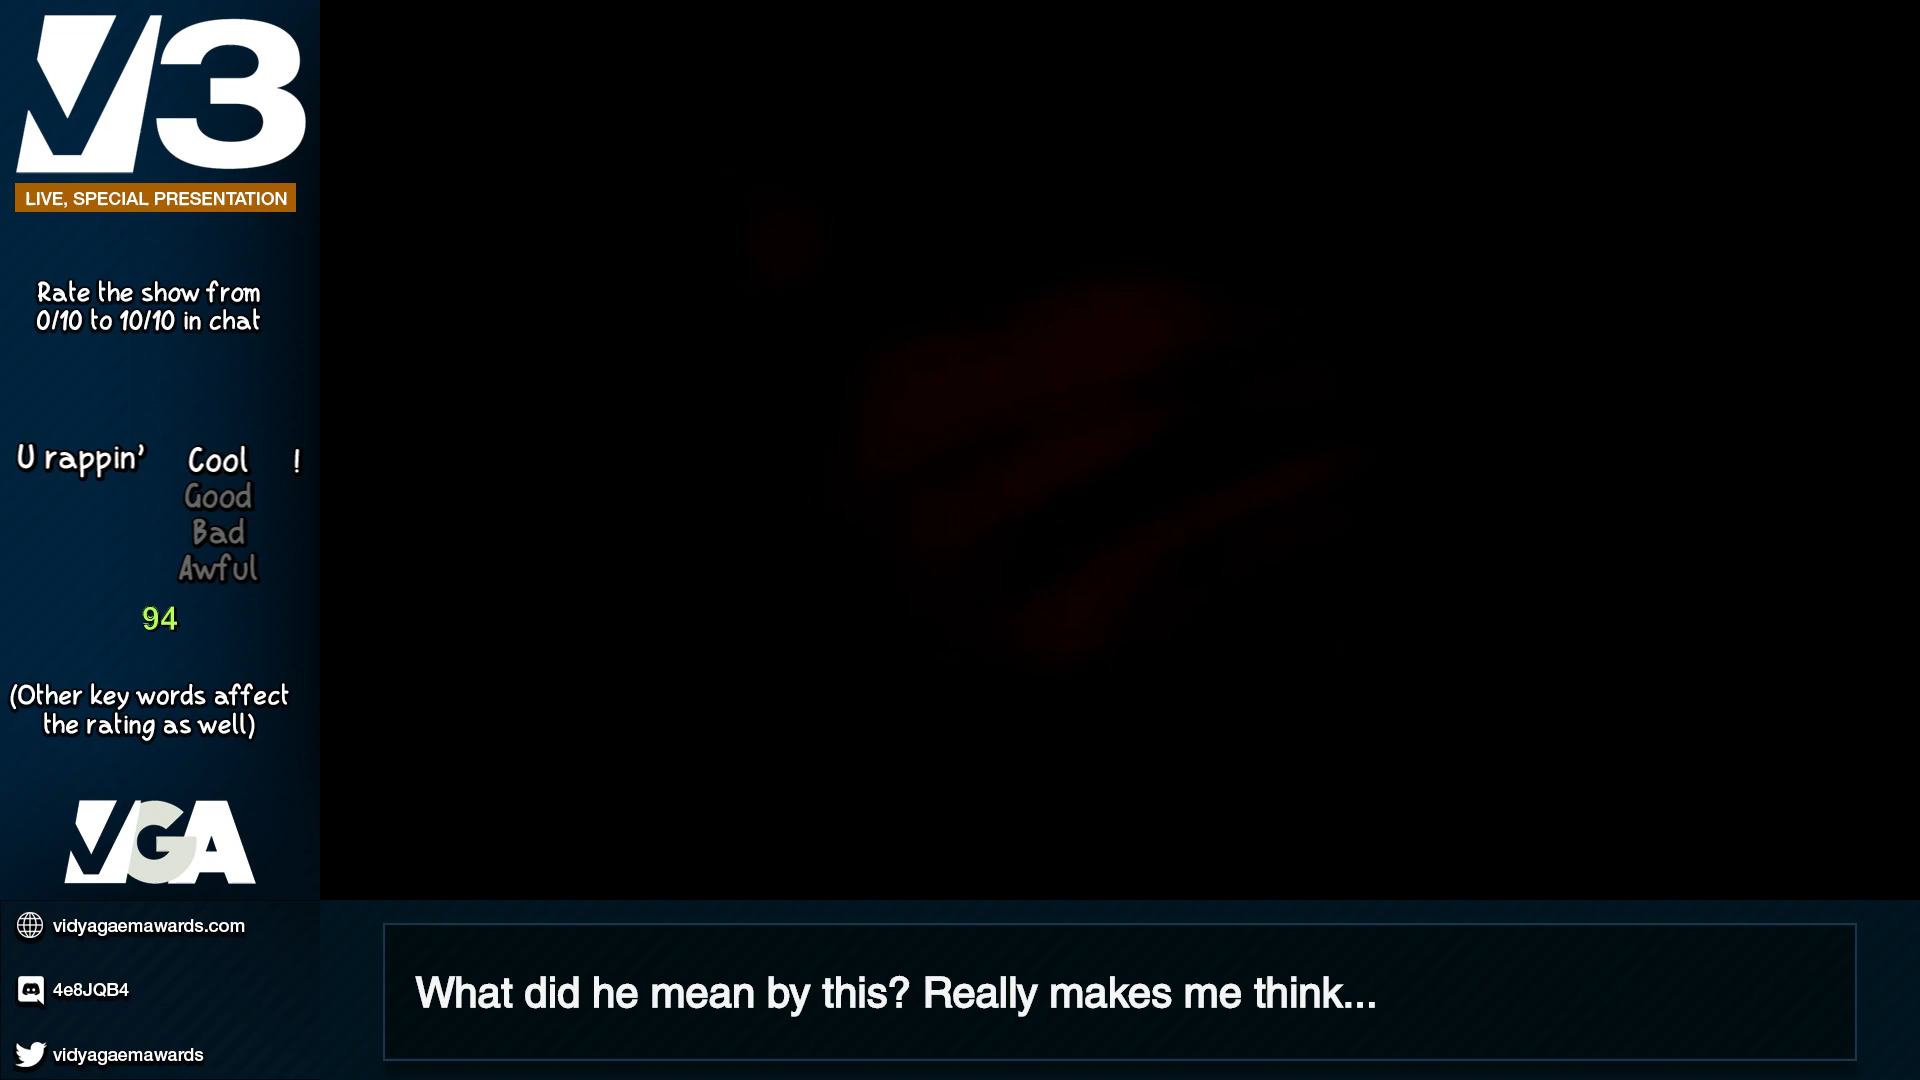 V3
LIVE, SPECIAL PRESENTATION
Rate the show from
0/10 to 10/10 in chat
U rappin' Cool !
Good
Bad
Awful
94
(Other key words affect
the rating as well)
VGA
vidyagaemawards.com
4e8JQB4
vidyagaemawards
What did he mean by this? Really makes me think...